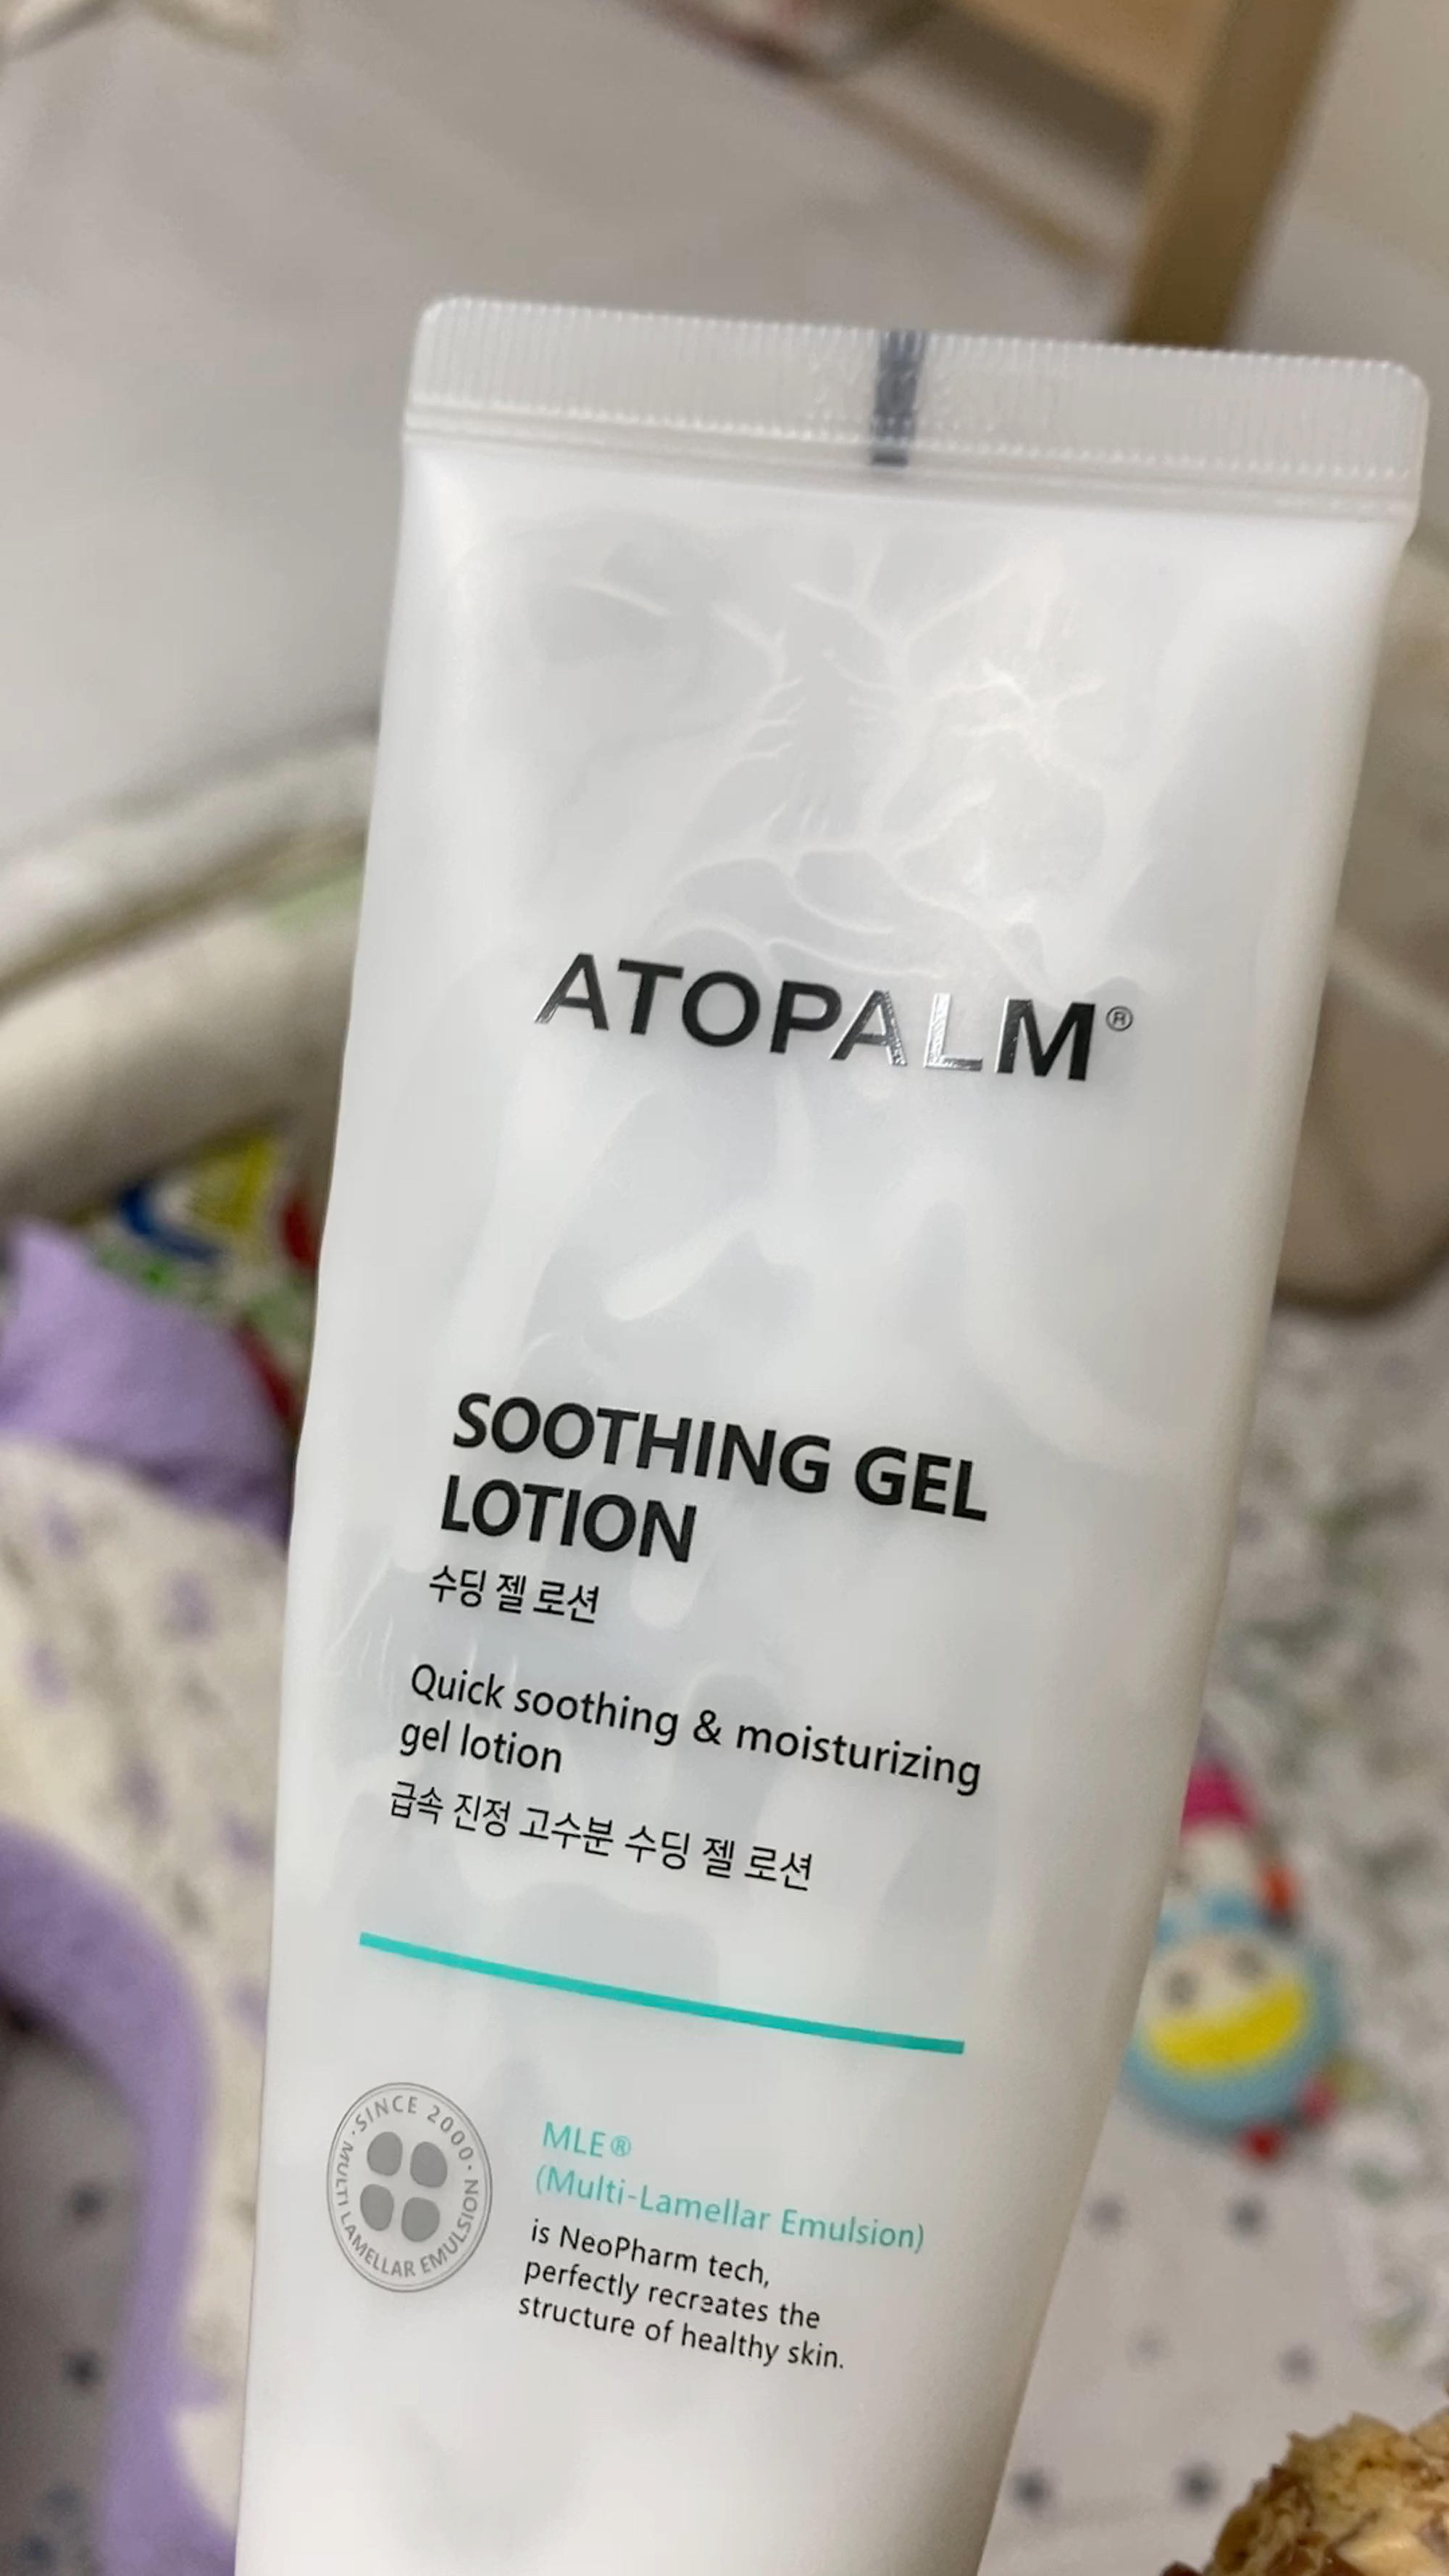 ATOPALM®
SOOTHING GEL
LOTION
수딩 젤 로션
Quick soothing & moisturizing
gel lotion
급속 진정 고수분 수딩 젤 로션
·SINCE 2000·
MULTI LAMELLAR EMULSION
MLE®
(Multi-Lamellar Emulsion)
is NeoPharm tech,
perfectly recreates the
structure of healthy skin.